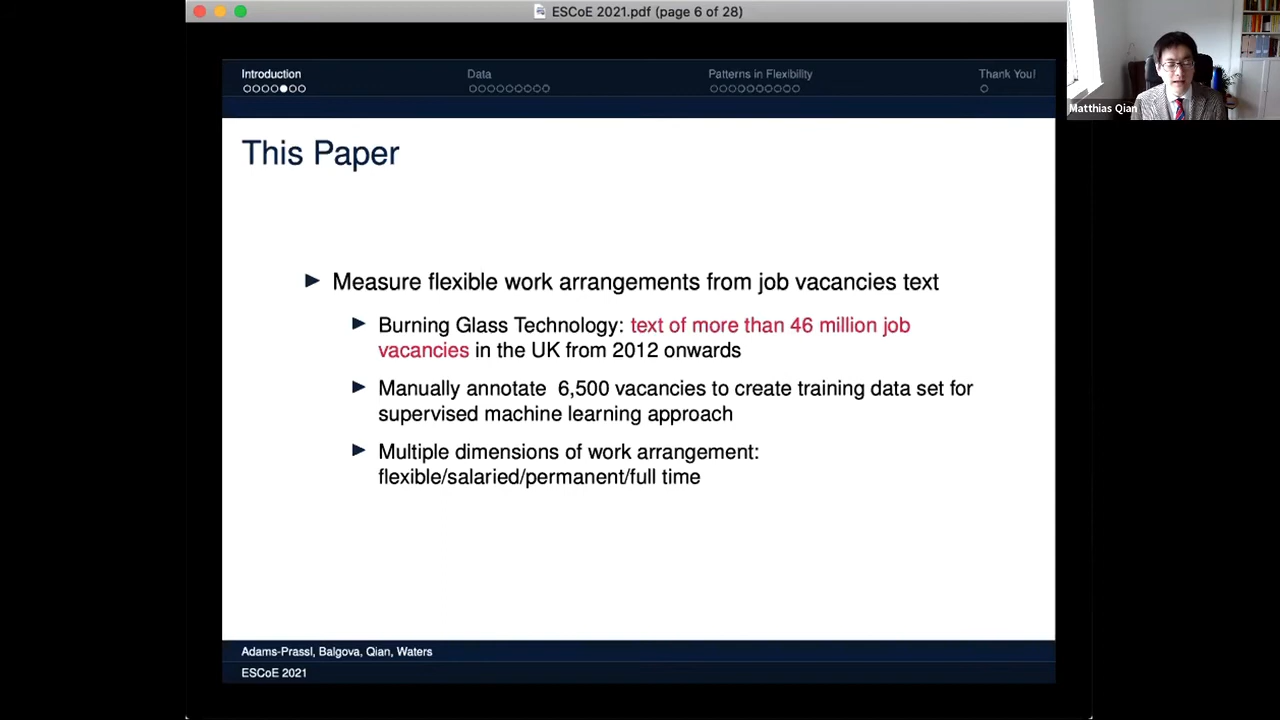 ESCoE 2021.pdf (page 6 of 28)
Introduction
Data
Patterns in Flexibility
Thank You!
Matthias Qian
This Paper
Measure flexible work arrangements from job vacancies text
Burning Glass Technology: text of more than 46 million job
vacancies in the UK from 2012 onwards
Manually annotate 6,500 vacancies to create training data set for
supervised machine learning approach
Multiple dimensions of work arrangement:
flexible/salaried/permanent/full time
Adams-Prassl, Balgova, Qian, Waters
ESCoE 2021